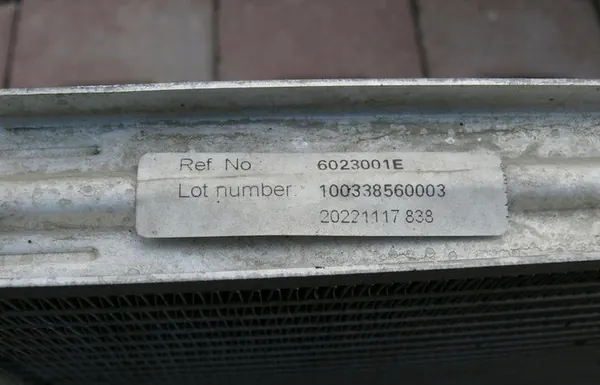 Ref. No 6023001E
Lot number: 100338560003
20221117 838